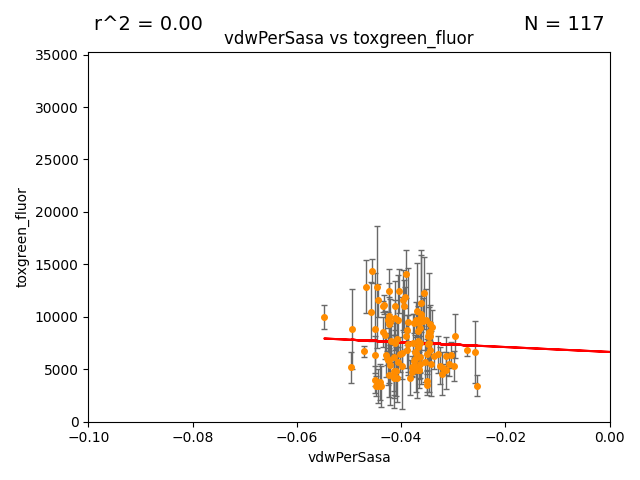 r^2 = 0.00
N = 117
vdwPerSasa vs toxgreen_fluor
35000
30000
25000
20000
15000
10000
5000
0
toxgreen_fluor
−0.10
−0.08
−0.06
−0.04
−0.02
0.00
vdwPerSasa